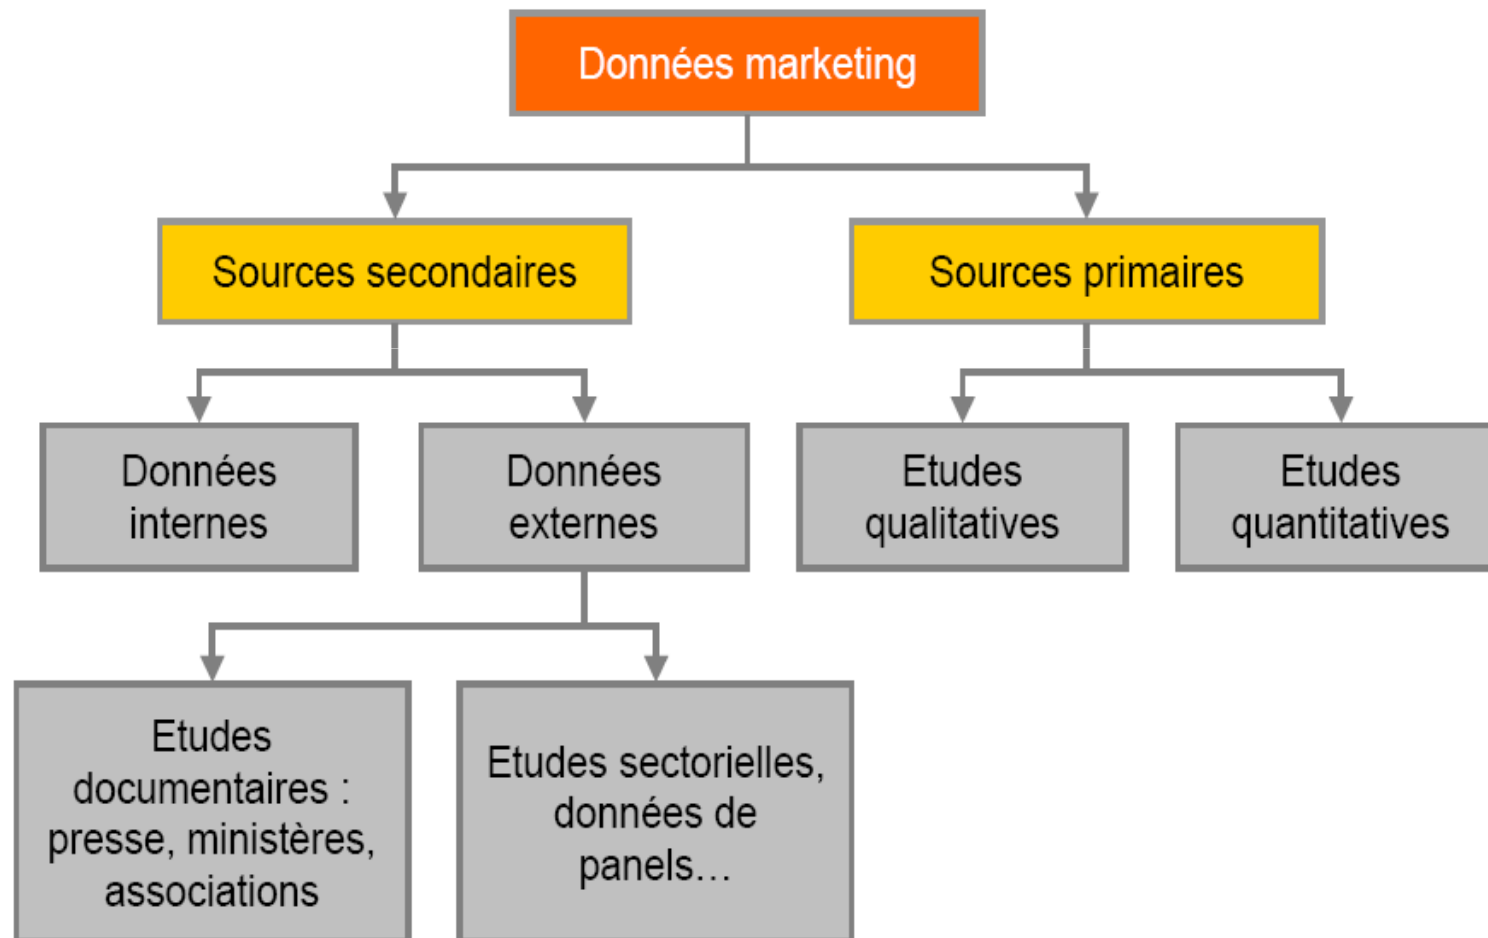 Données marketing
Sources secondaires
Sources primaires
Données
internes
Données
externes
Etudes
qualitatives
Etudes
quantitatives
Etudes
documentaires :
presse, ministères,
associations
Etudes sectorielles,
données de
panels…